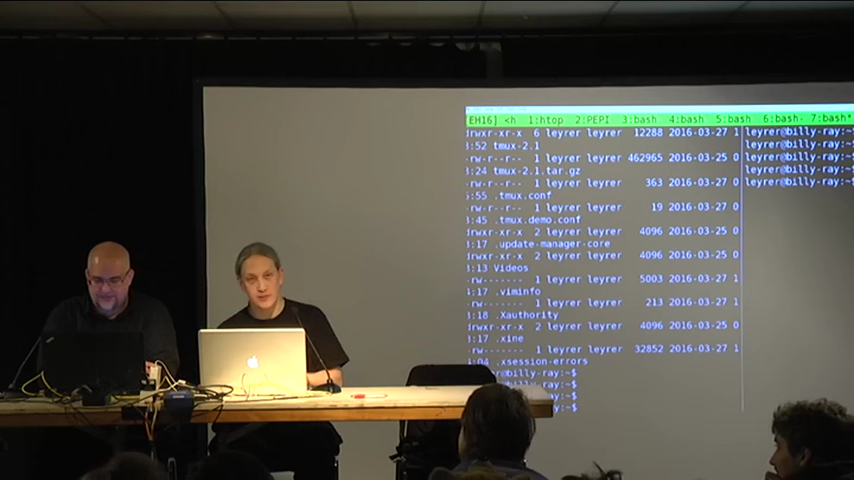 [EH16] <h 1:htop 2:PEPI 3:bash 4:bash 5:bash 6:bash- 7:bash*
drwxr-xr-x 6 leyrer leyrer 12288 2016-03-27 1 leyrer@billy-ray:~$
:52 tmux-2.1 leyrer@billy-ray:~$
-rw-r--r-- 1 leyrer leyrer 462965 2016-03-25 0 leyrer@billy-ray:~$
:24 tmux-2.1.tar.gz leyrer@billy-ray:~$
-rw-r--r-- 1 leyrer leyrer 363 2016-03-27 0 leyrer@billy-ray:~$
:55 .tmux.conf
-rw-r--r-- 1 leyrer leyrer 19 2016-03-27 0
:45 .tmux.demo.conf
drwxr-xr-x 2 leyrer leyrer 4096 2016-03-25 0
:17 .update-manager-core
drwxr-xr-x 2 leyrer leyrer 4096 2016-03-25 0
:13 Videos
-rw------- 1 leyrer leyrer 5003 2016-03-27 1
:17 .viminfo
-rw------- 1 leyrer leyrer 213 2016-03-27 1
:18 .Xauthority
drwxr-xr-x 2 leyrer leyrer 4096 2016-03-25 0
:17 .xine
-rw------- 1 leyrer leyrer 32852 2016-03-27 1
:04 .xsession-errors
@billy-ray:~$
@billy-ray:~$
y:~$
y:~$